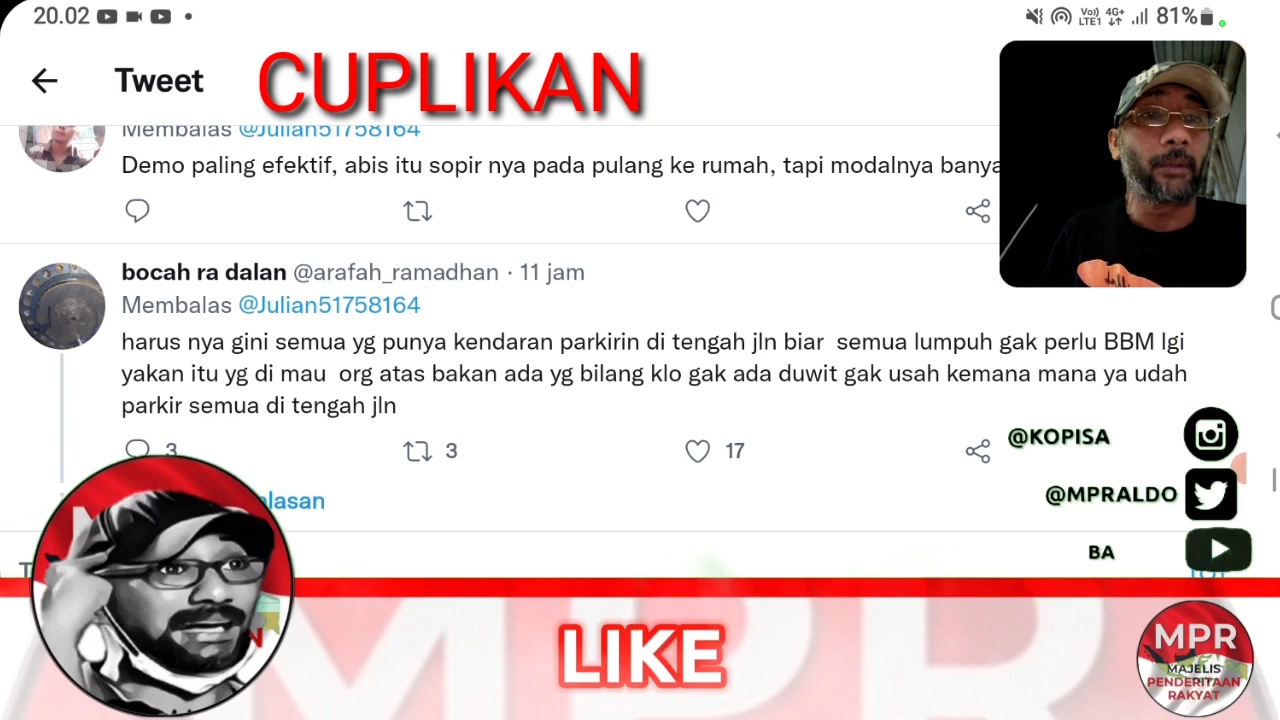 20.02
Vo)) LTE1 4G+ 81%
Tweet
CUPLIKAN
Membalas @Julian51758164
Demo paling efektif, abis itu sopir nya pada pulang ke rumah, tapi modalnya
bocah ra dalan @arafah_ramadhan · 11 jam
Membalas @Julian51758164
harus nya gini semua yg punya kendaran parkirin di tengah jln biar semua lumpuh gak perlu BBM lgi
yakan itu yg di mau org atas bakan ada yg bilang klo gak ada duwit gak usah kemana mana ya udah
parkir semua di tengah jln
3 3 17
@KOPISA
@MPRALDO
BA
LIKE
MPR
MAJELIS
PENDERITAAN
RAKYAT